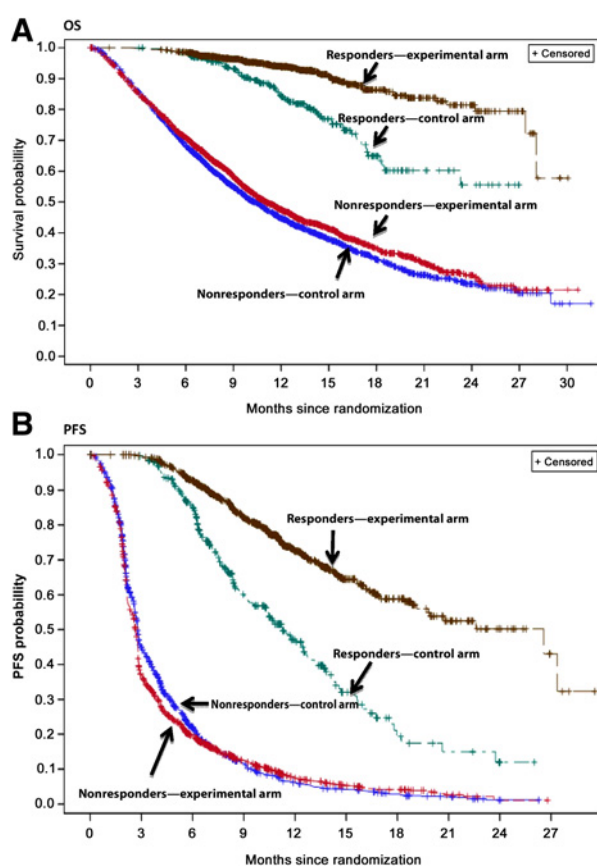 A
OS
+ Censored
Responders—experimental arm
Responders—control arm
Nonresponders—experimental arm
Nonresponders—control arm
Survival probability
1.0
0.9
0.8
0.7
0.6
0.5
0.4
0.3
0.2
0.1
0.0
0 3 6 9 12 15 18 21 24 27 30
Months since randomization
B
PFS
+ Censored
Responders—experimental arm
Responders—control arm
Nonresponders—control arm
Nonresponders—experimental arm
PFS probability
1.0
0.9
0.8
0.7
0.6
0.5
0.4
0.3
0.2
0.1
0.0
0 3 6 9 12 15 18 21 24 27
Months since randomization